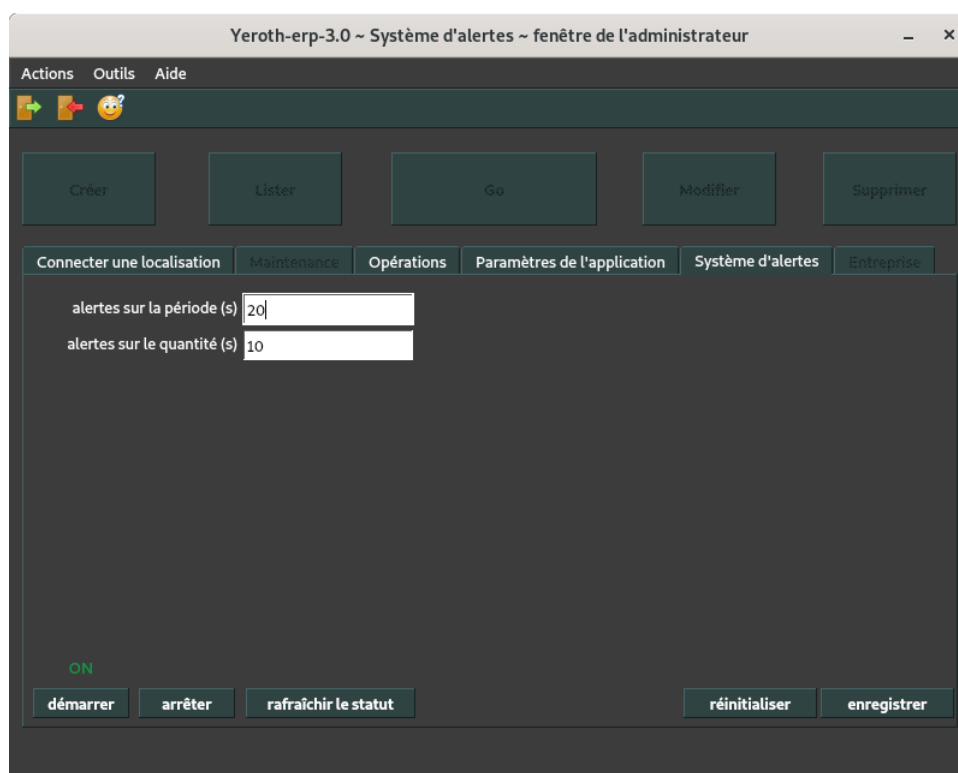 Yeroth-erp-3.0 ~ Système d'alertes ~ fenêtre de l'administrateur
Actions Outils Aide
Créer Lister Go Modifier Supprimer
Connecter une localisation Maintenance Opérations Paramètres de l'application Système d'alertes Entreprise
alertes sur la période (s) 20
alertes sur le quantité (s) 10
ON
démarrer arrêter rafraîchir le statut réinitialiser enregistrer